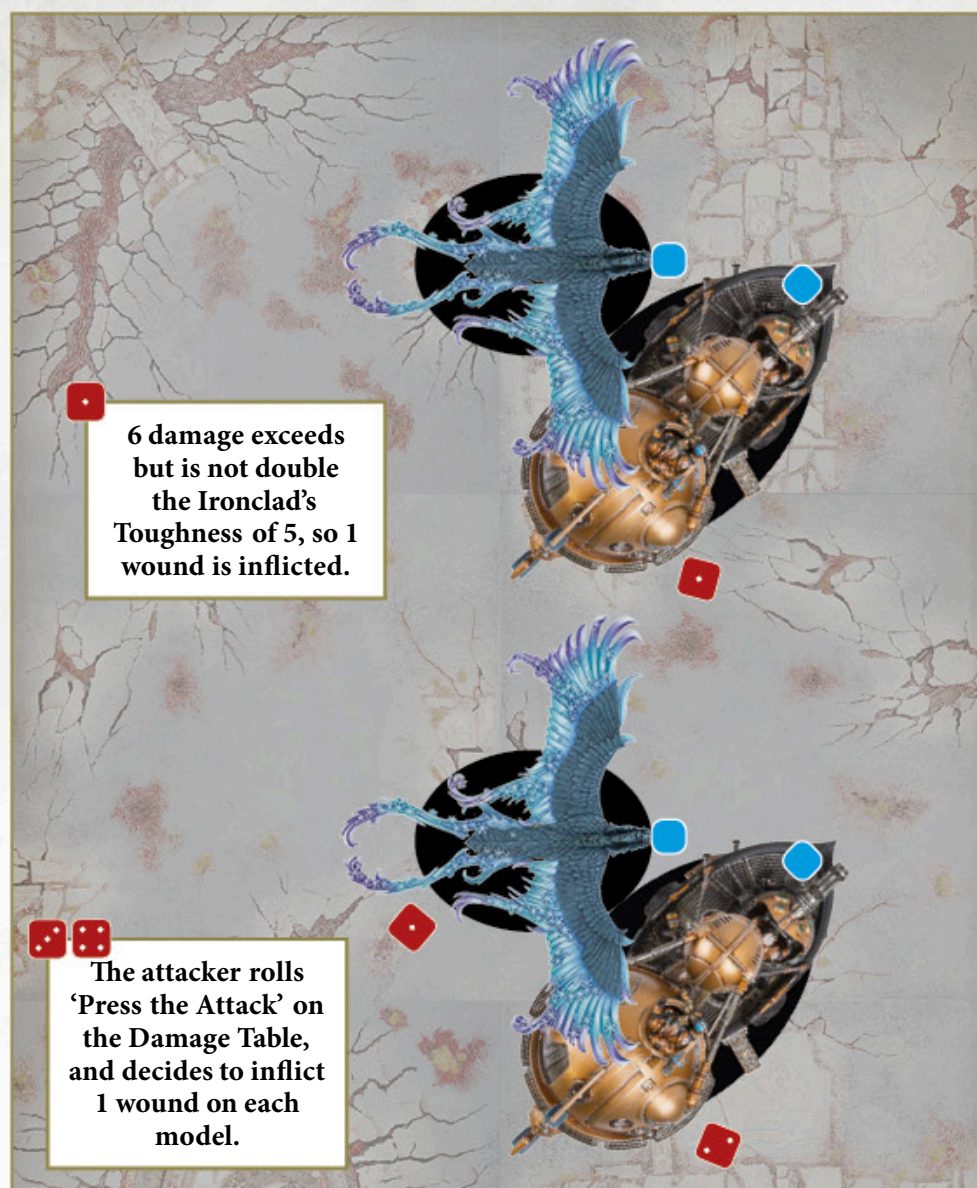 6 damage exceeds
but is not double
the Ironclad’s
Toughness of 5, so 1
wound is inflicted.
The attacker rolls
‘Press the Attack’ on
the Damage Table,
and decides to inflict
1 wound on each
model.